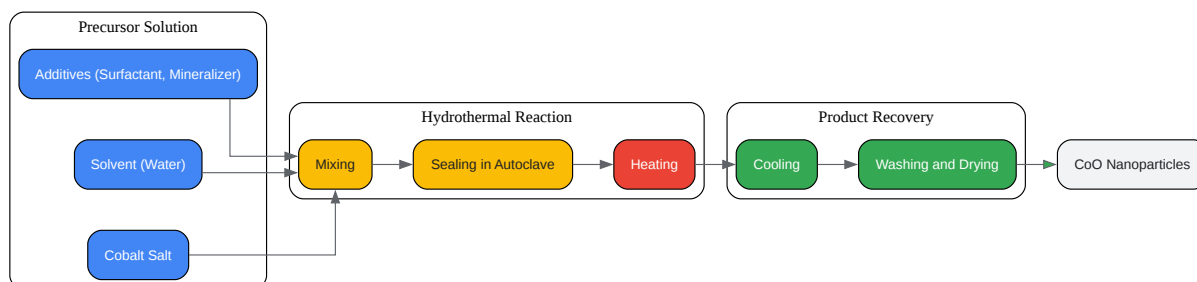 Precursor Solution
Additives (Surfactant, Mineralizer)
Solvent (Water)
Cobalt Salt
Hydrothermal Reaction
Mixing
Sealing in Autoclave
Heating
Product Recovery
Cooling
Washing and Drying
CoO Nanoparticles